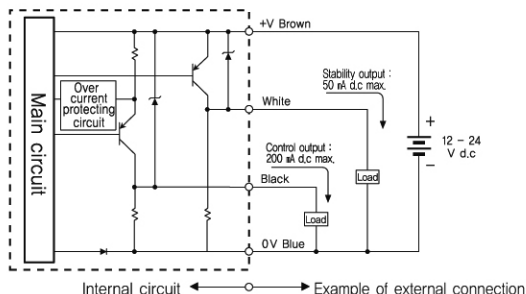 +V Brown
Stability output :
50 mA d.c max.
Over
current
protecting
circuit
Main circuit
White
+
12 - 24
V d.c
−
Control output :
200 mA d.c max.
Load
Black
Load
0V Blue
Internal circuit
Example of external connection